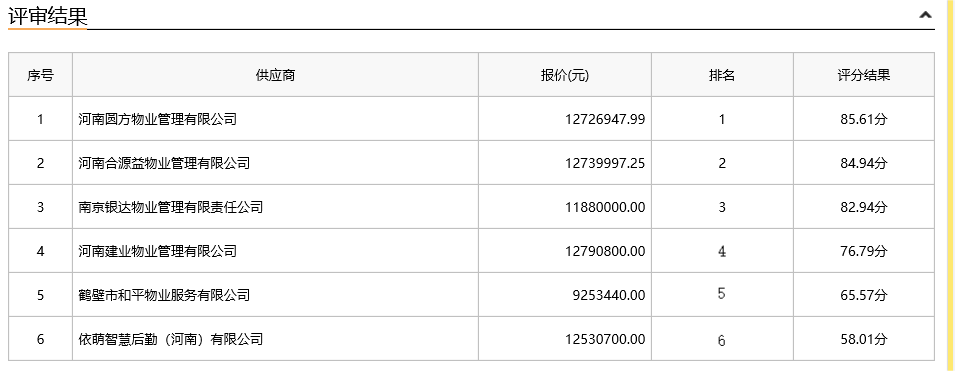 评审结果
序号 供应商 报价(元) 排名 评分结果
1 河南圆方物业管理有限公司 12726947.99 1 85.61分
2 河南合源益物业管理有限公司 12739997.25 2 84.94分
3 南京银达物业管理有限责任公司 11880000.00 3 82.94分
4 河南建业物业管理有限公司 12790800.00 4 76.79分
5 鹤壁市和平物业服务有限公司 9253440.00 5 65.57分
6 依萌智慧后勤（河南）有限公司 12530700.00 6 58.01分